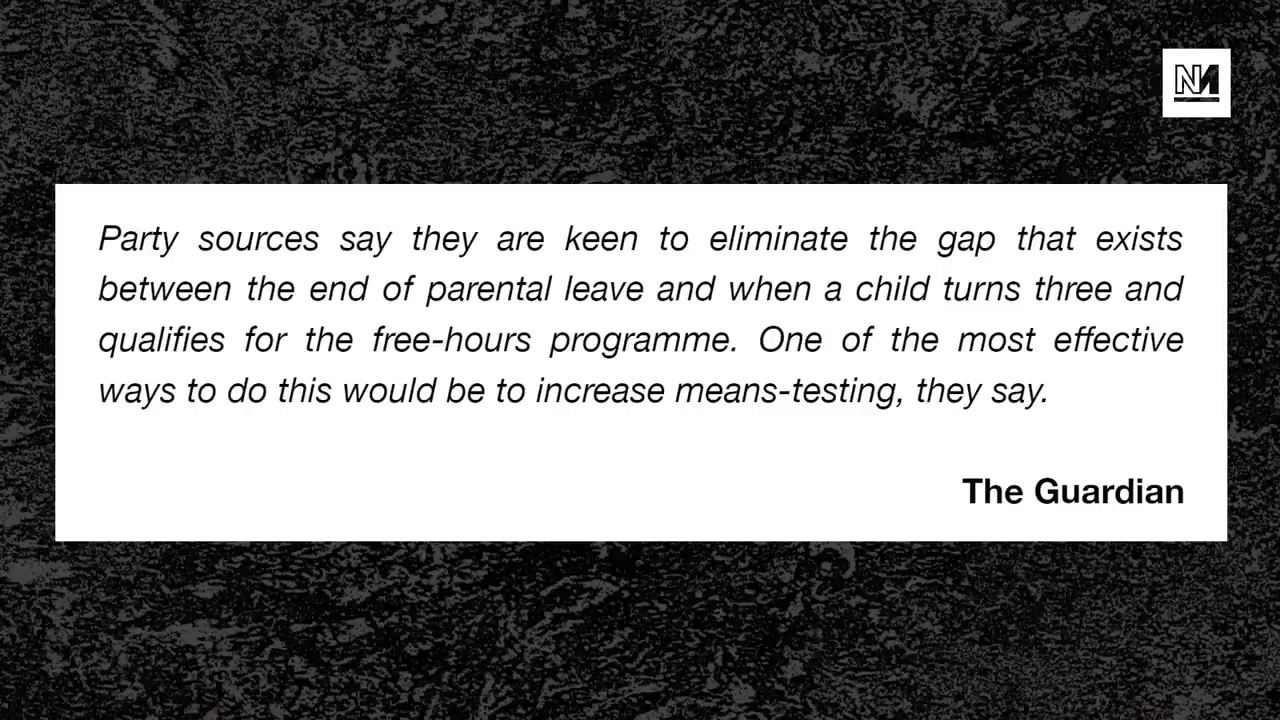 NM
Party sources say they are keen to eliminate the gap that exists
between the end of parental leave and when a child turns three and
qualifies for the free-hours programme. One of the most effective
ways to do this would be to increase means-testing, they say.
The Guardian